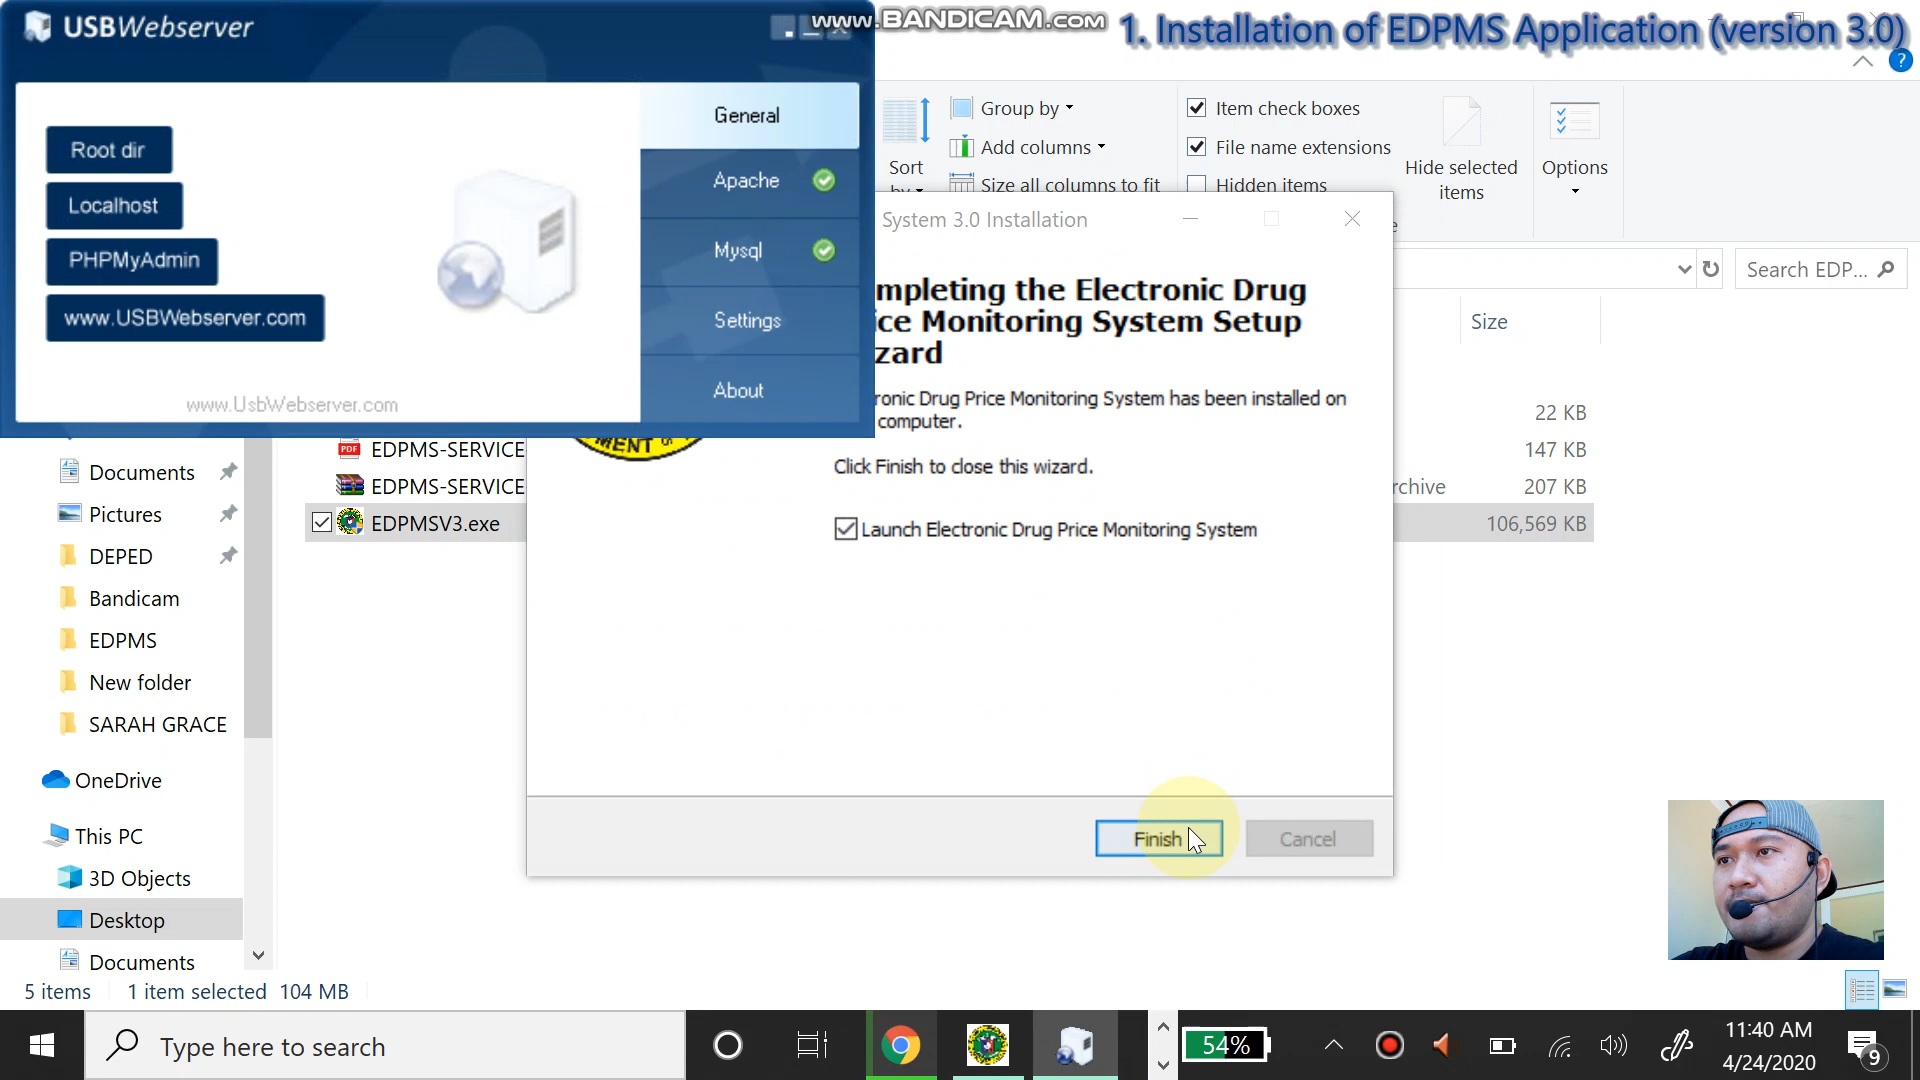 USBWebserver
www.BANDICAM.com
1. Installation of EDPMS Application (version 3.0)
General
Root dir
Localhost
PHPMyAdmin
www.USBWebserver.com
Apache
Mysql
Settings
About
www.UsbWebserver.com
Sort
by
Group by
Add columns
Size all columns to fit
Item check boxes
File name extensions
Hidden items
Hide selected
items
Options
System 3.0 Installation
Search EDP...
Size
mpleting the Electronic Drug
ice Monitoring System Setup
zard
ronic Drug Price Monitoring System has been installed on
computer.
Click Finish to close this wizard.
Launch Electronic Drug Price Monitoring System
Finish
Cancel
MENT OF
22 KB
PDF
EDPMS-SERVICE
147 KB
EDPMS-SERVICE
rchive
207 KB
EDPMSV3.exe
106,569 KB
Documents
Pictures
DEPED
Bandicam
EDPMS
New folder
SARAH GRACE
OneDrive
This PC
3D Objects
Desktop
Documents
5 items
1 item selected 104 MB
Type here to search
54%
11:40 AM
4/24/2020
9